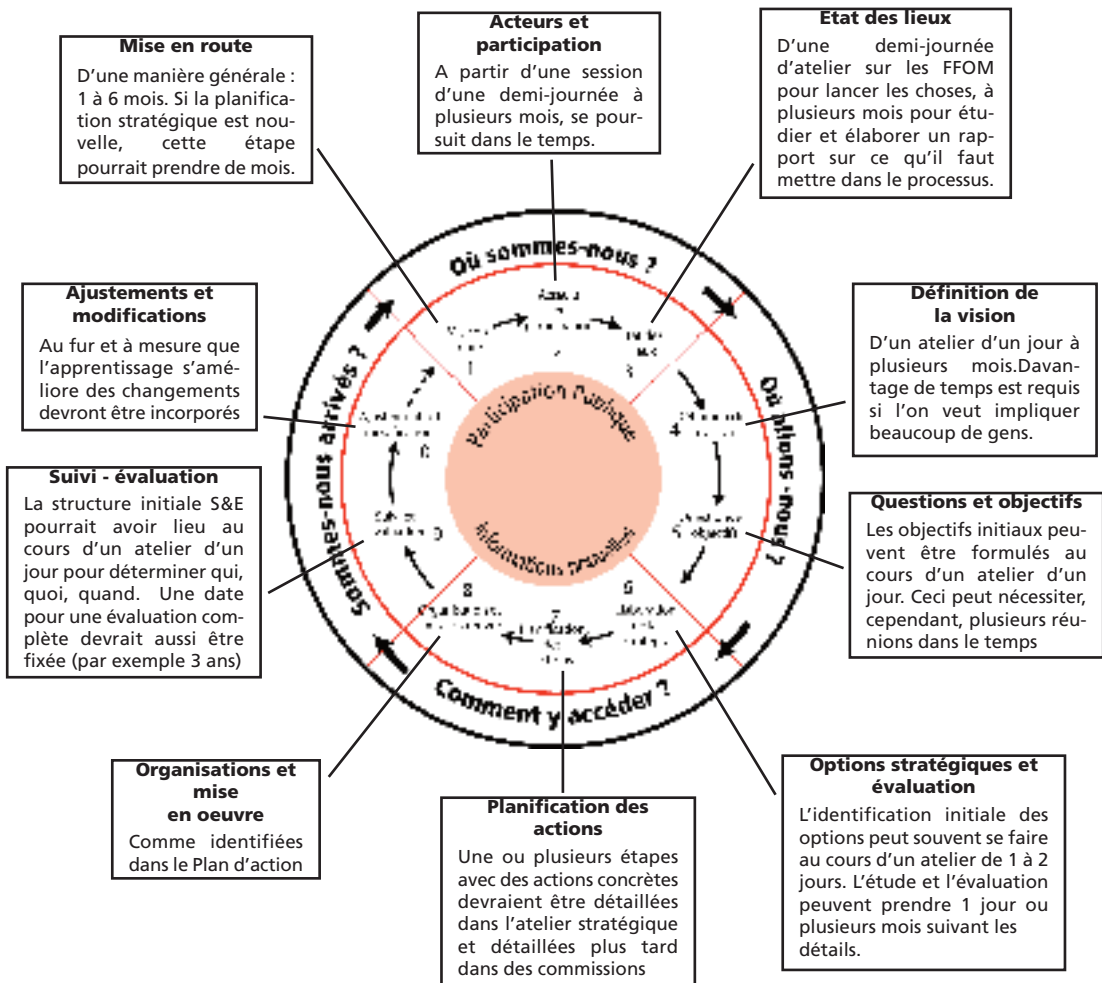 Mise en route
D'une manière générale :
1 à 6 mois. Si la planifica-
tion stratégique est nou-
velle, cette étape
pourrait prendre de mois.
Acteurs et
participation
A partir d'une session
d'une demi-journée à
plusieurs mois, se pour-
suit dans le temps.
Etat des lieux
D'une demi-journée
d'atelier sur les FFOM
pour lancer les choses, à
plusieurs mois pour étu-
dier et élaborer un rap-
port sur ce qu'il faut
mettre dans le processus.
Ajustements et
modifications
Au fur et à mesure que
l'apprentissage s'amé-
liore des changements
devront être incorporés
Définition de
la vision
D'un atelier d'un jour à
plusieurs mois.Davan-
tage de temps est requis
si l'on veut impliquer
beaucoup de gens.
Suivi - évaluation
La structure initiale S&E
pourrait avoir lieu au
cours d'un atelier d'un
jour pour déterminer qui,
quoi, quand. Une date
pour une évaluation com-
plète devrait aussi être
fixée (par exemple 3 ans)
Questions et objectifs
Les objectifs initiaux peu-
vent être formulés au
cours d'un atelier d'un
jour. Ceci peut nécessiter,
cependant, plusieurs réu-
nions dans le temps
Organisations et
mise
en oeuvre
Comme identifiées
dans le Plan d'action
Planification des
actions
Une ou plusieurs étapes
avec des actions concrètes
devraient être détaillées
dans l'atelier stratégique
et détaillées plus tard
dans des commissions
Options stratégiques et
évaluation
L'identification initiale des
options peut souvent se faire
au cours d'un atelier de 1 à 2
jours. L'étude et l'évaluation
peuvent prendre 1 jour ou
plusieurs mois suivant les
détails.
Où sommes-nous ?
Où allons-nous ?
Comment y accéder ?
Sommes-nous arrivés ?
Participation
Informations
1
3
4
5
7
8
9